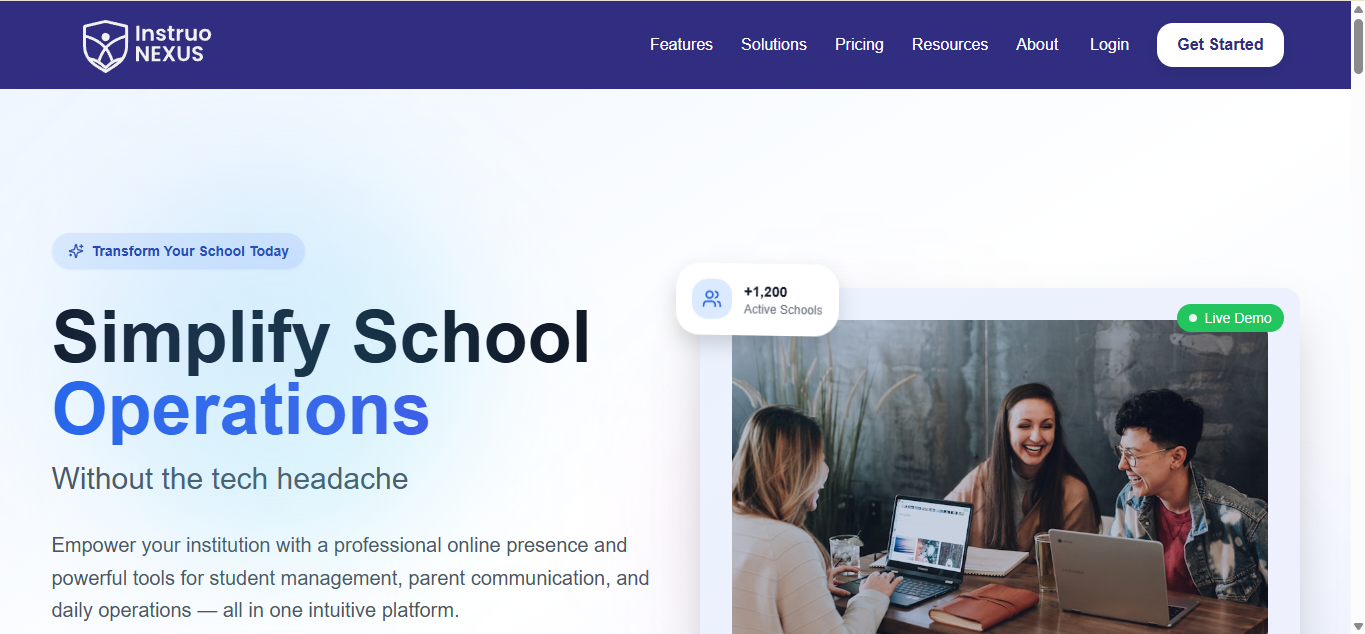 Instruo
NEXUS
Features
Solutions
Pricing
Resources
About
Login
Get Started
Transform Your School Today
Simplify School
Operations
Without the tech headache
Empower your institution with a professional online presence and
powerful tools for student management, parent communication, and
daily operations — all in one intuitive platform.
+1,200
Active Schools
Live Demo